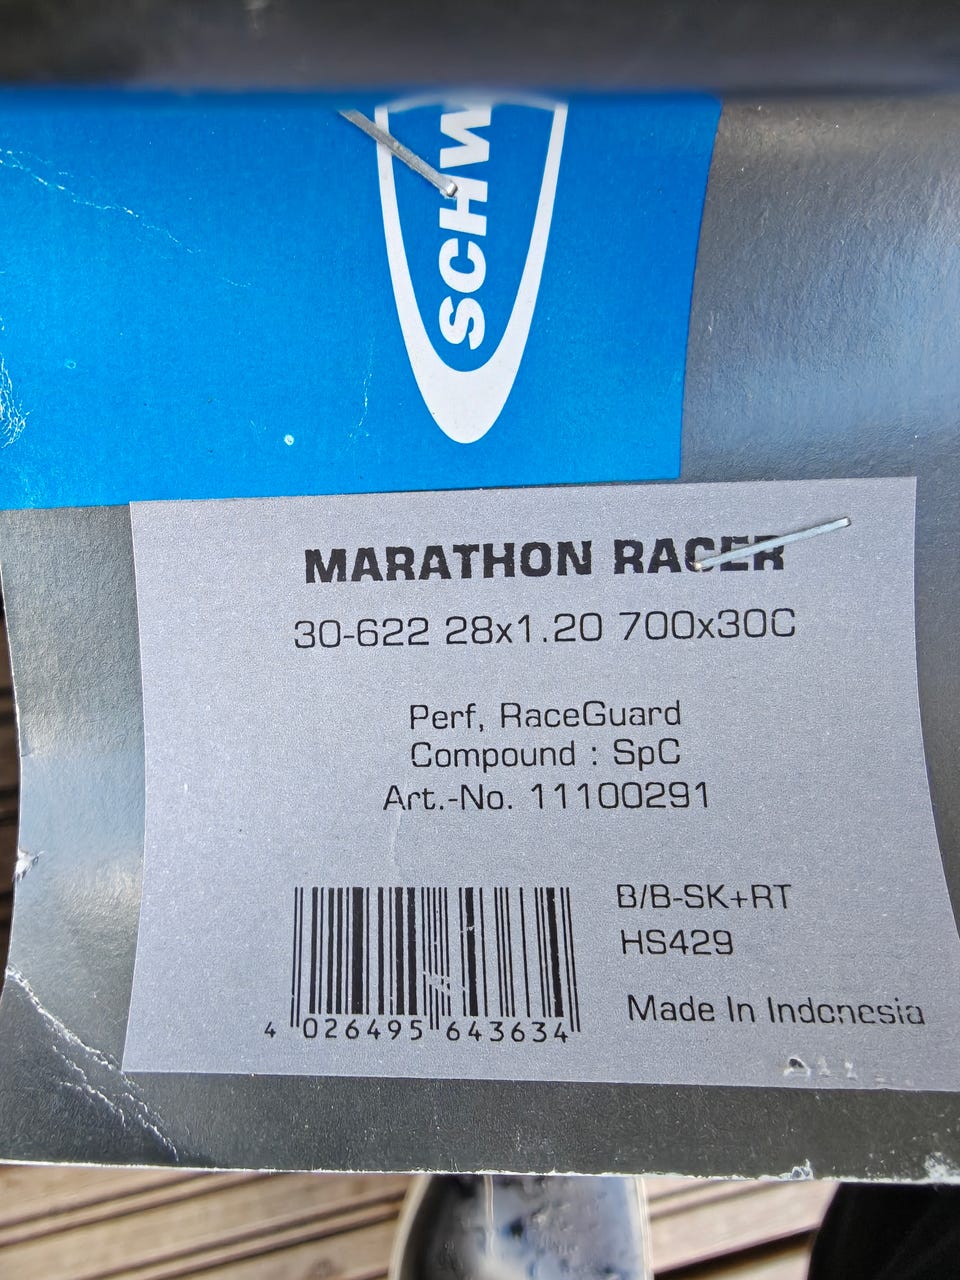 SCHW
MARATHON RACER
30-622 28x1.20 700x30C
Perf, RaceGuard
Compound : SpC
Art.-No. 11100291
B/B-SK+RT
HS429
Made In Indonesia
4 026495 643634